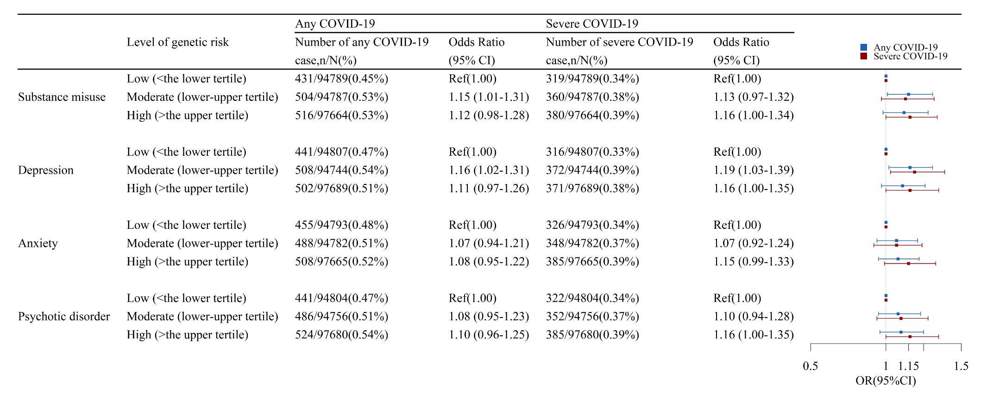 Any COVID-19 Severe COVID-19
Level of genetic risk Number of any COVID-19 Odds Ratio Number of severe COVID-19 Odds Ratio
case,n/N(%) (95% CI) case,n/N(%) (95% CI)
Any COVID-19
Severe COVID-19
Low (<the lower tertile) 431/94789(0.45%) Ref(1.00) 319/94789(0.34%) Ref(1.00)
Substance misuse Moderate (lower-upper tertile) 504/94787(0.53%) 1.15 (1.01-1.31) 360/94787(0.38%) 1.13 (0.97-1.32)
High (>the upper tertile) 516/97664(0.53%) 1.12 (0.98-1.28) 380/97664(0.39%) 1.16 (1.00-1.34)
Low (<the lower tertile) 441/94807(0.47%) Ref(1.00) 316/94807(0.33%) Ref(1.00)
Depression Moderate (lower-upper tertile) 508/94744(0.54%) 1.16 (1.02-1.31) 372/94744(0.39%) 1.19 (1.03-1.39)
High (>the upper tertile) 502/97689(0.51%) 1.11 (0.97-1.26) 371/97689(0.38%) 1.16 (1.00-1.35)
Low (<the lower tertile) 455/94793(0.48%) Ref(1.00) 326/94793(0.34%) Ref(1.00)
Anxiety Moderate (lower-upper tertile) 488/94782(0.51%) 1.07 (0.94-1.21) 348/94782(0.37%) 1.07 (0.92-1.24)
High (>the upper tertile) 508/97665(0.52%) 1.08 (0.95-1.22) 385/97665(0.39%) 1.15 (0.99-1.33)
Low (<the lower tertile) 441/94804(0.47%) Ref(1.00) 322/94804(0.34%) Ref(1.00)
Psychotic disorder Moderate (lower-upper tertile) 486/94756(0.51%) 1.08 (0.95-1.23) 352/94756(0.37%) 1.10 (0.94-1.28)
High (>the upper tertile) 524/97680(0.54%) 1.10 (0.96-1.25) 385/97680(0.39%) 1.16 (1.00-1.35)
0.5 1 1.15 1.5
OR(95%CI)